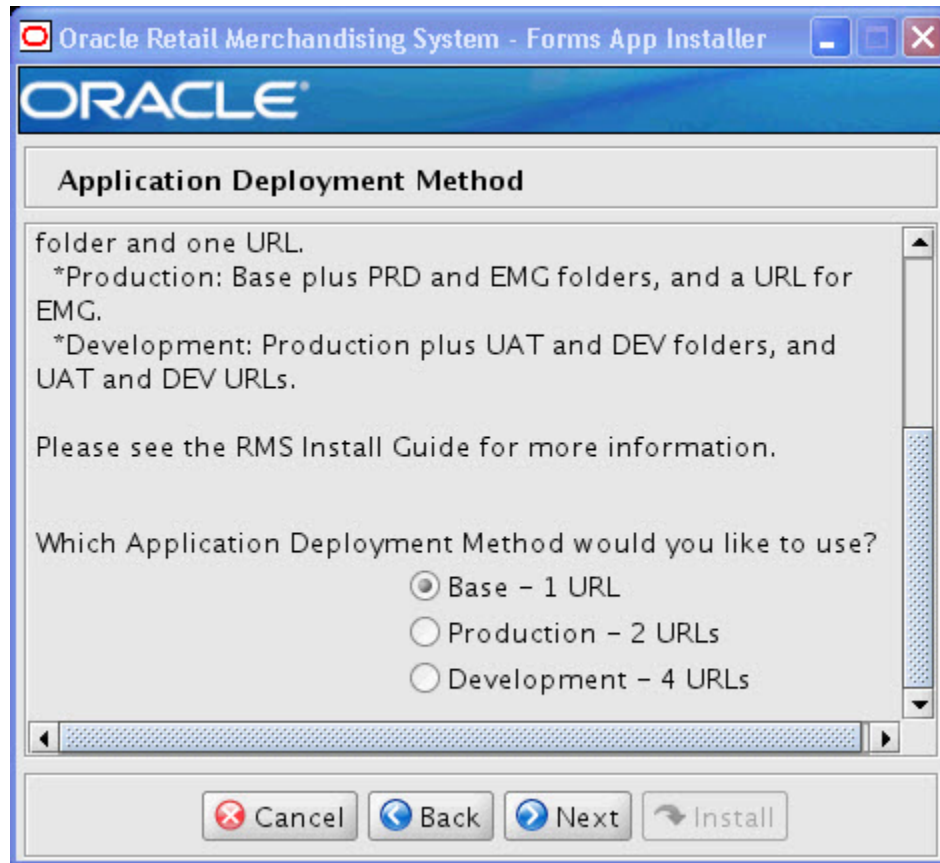 Oracle Retail Merchandising System - Forms App Installer
ORACLE®
Application Deployment Method
folder and one URL.
*Production: Base plus PRD and EMG folders, and a URL for
EMG.
*Development: Production plus UAT and DEV folders, and
UAT and DEV URLs.
Please see the RMS Install Guide for more information.
Which Application Deployment Method would you like to use?
Base – 1 URL
Production – 2 URLs
Development – 4 URLs
Cancel Back Next Install